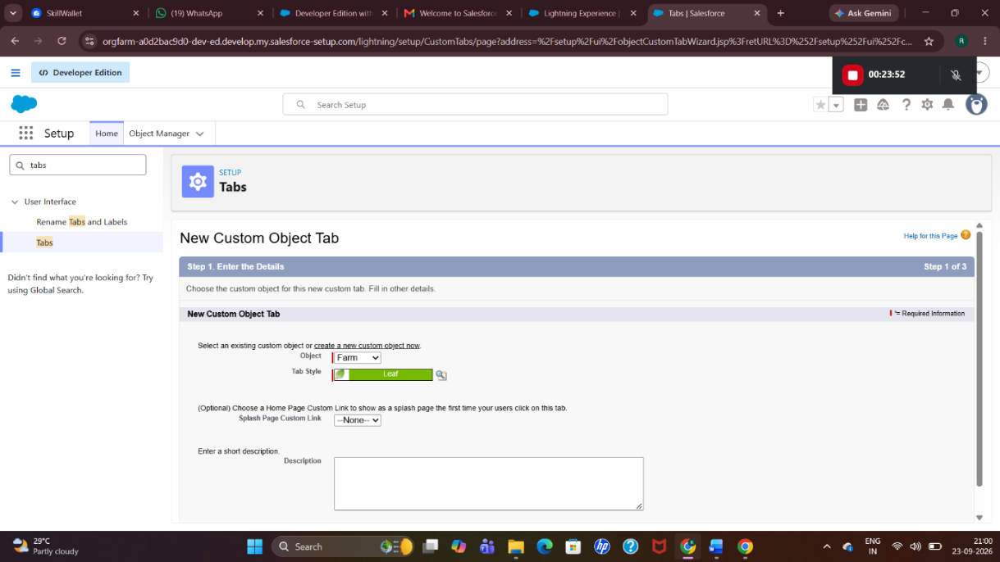 SkillWallet
(19) WhatsApp
Developer Edition with
Welcome to Salesforce
Lightning Experience |
Tabs | Salesforce
Ask Gemini
orgfarm-a0d2bac9d0-dev-ed.develop.my.salesforce-setup.com/lightning/setup/CustomTabs/page?address=%2Fsetup%2Fui%2FobjectCustomTabWizard.jsp%3FretURL%3D%252Fsetup%252Fui%252Fc...
R
Developer Edition
00:23:52
Search Setup
Setup
Home
Object Manager
tabs
User Interface
Rename Tabs and Labels
Tabs
Didn't find what you're looking for? Try
using Global Search.
SETUP
Tabs
New Custom Object Tab
Help for this Page
Step 1. Enter the Details
Step 1 of 3
Choose the custom object for this new custom tab. Fill in other details.
New Custom Object Tab
= Required Information
Select an existing custom object or create a new custom object now.
Object
Farm
Tab Style
Leaf
(Optional) Choose a Home Page Custom Link to show as a splash page the first time your users click on this tab.
Splash Page Custom Link
--None--
Enter a short description.
Description
29°C
Partly cloudy
Search
ENG
IN
21:00
23-09-2026